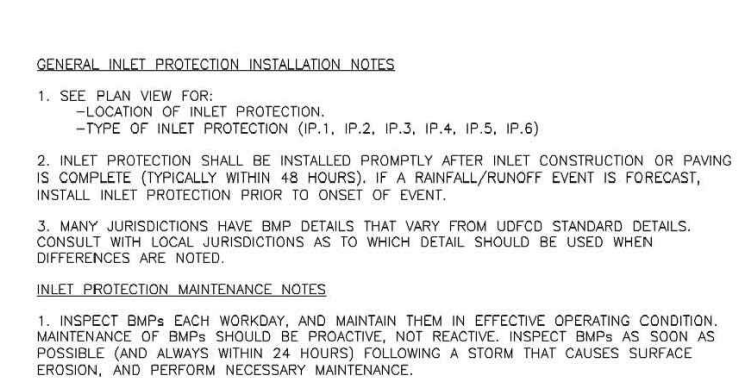 GENERAL INLET PROTECTION INSTALLATION NOTES
1. SEE PLAN VIEW FOR:
-LOCATION OF INLET PROTECTION.
-TYPE OF INLET PROTECTION (IP.1, IP.2, IP.3, IP.4, IP.5, IP.6)
2. INLET PROTECTION SHALL BE INSTALLED PROMPTLY AFTER INLET CONSTRUCTION OR PAVING
IS COMPLETE (TYPICALLY WITHIN 48 HOURS). IF A RAINFALL/RUNOFF EVENT IS FORECAST,
INSTALL INLET PROTECTION PRIOR TO ONSET OF EVENT.
3. MANY JURISDICTIONS HAVE BMP DETAILS THAT VARY FROM UDFCD STANDARD DETAILS.
CONSULT WITH LOCAL JURISDICTIONS AS TO WHICH DETAIL SHOULD BE USED WHEN
DIFFERENCES ARE NOTED.
INLET PROTECTION MAINTENANCE NOTES
1. INSPECT BMPs EACH WORKDAY, AND MAINTAIN THEM IN EFFECTIVE OPERATING CONDITION.
MAINTENANCE OF BMPs SHOULD BE PROACTIVE, NOT REACTIVE. INSPECT BMPs AS SOON AS
POSSIBLE (AND ALWAYS WITHIN 24 HOURS) FOLLOWING A STORM THAT CAUSES SURFACE
EROSION, AND PERFORM NECESSARY MAINTENANCE.